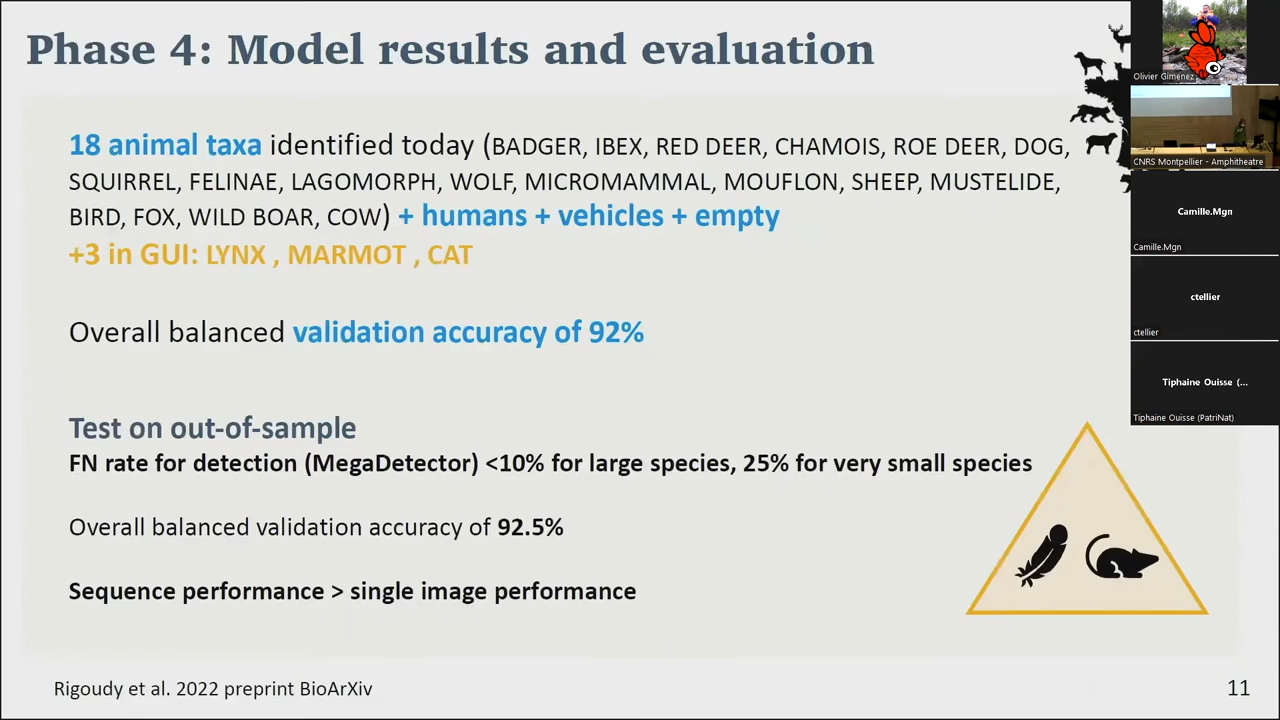 Phase 4: Model results and evaluation
18 animal taxa identified today (BADGER, IBEX, RED DEER, CHAMOIS, ROE DEER, DOG,
SQUIRREL, FELINAE, LAGOMORPH, WOLF, MICROMAMMAL, MOUFLON, SHEEP, MUSTELIDE,
BIRD, FOX, WILD BOAR, COW) + humans + vehicles + empty
+3 in GUI: LYNX , MARMOT , CAT
Overall balanced validation accuracy of 92%
Test on out-of-sample
FN rate for detection (MegaDetector) <10% for large species, 25% for very small species
Overall balanced validation accuracy of 92.5%
Sequence performance > single image performance
Rigoudy et al. 2022 preprint BioArXiv
11
Olivier Gimenez
CNRS Montpellier - Amphitheatre
Camille.Mgn
Camille.Mgn
ctellier
ctellier
Tiphaine Ouisse (...
Tiphaine Ouisse (PatriNat)